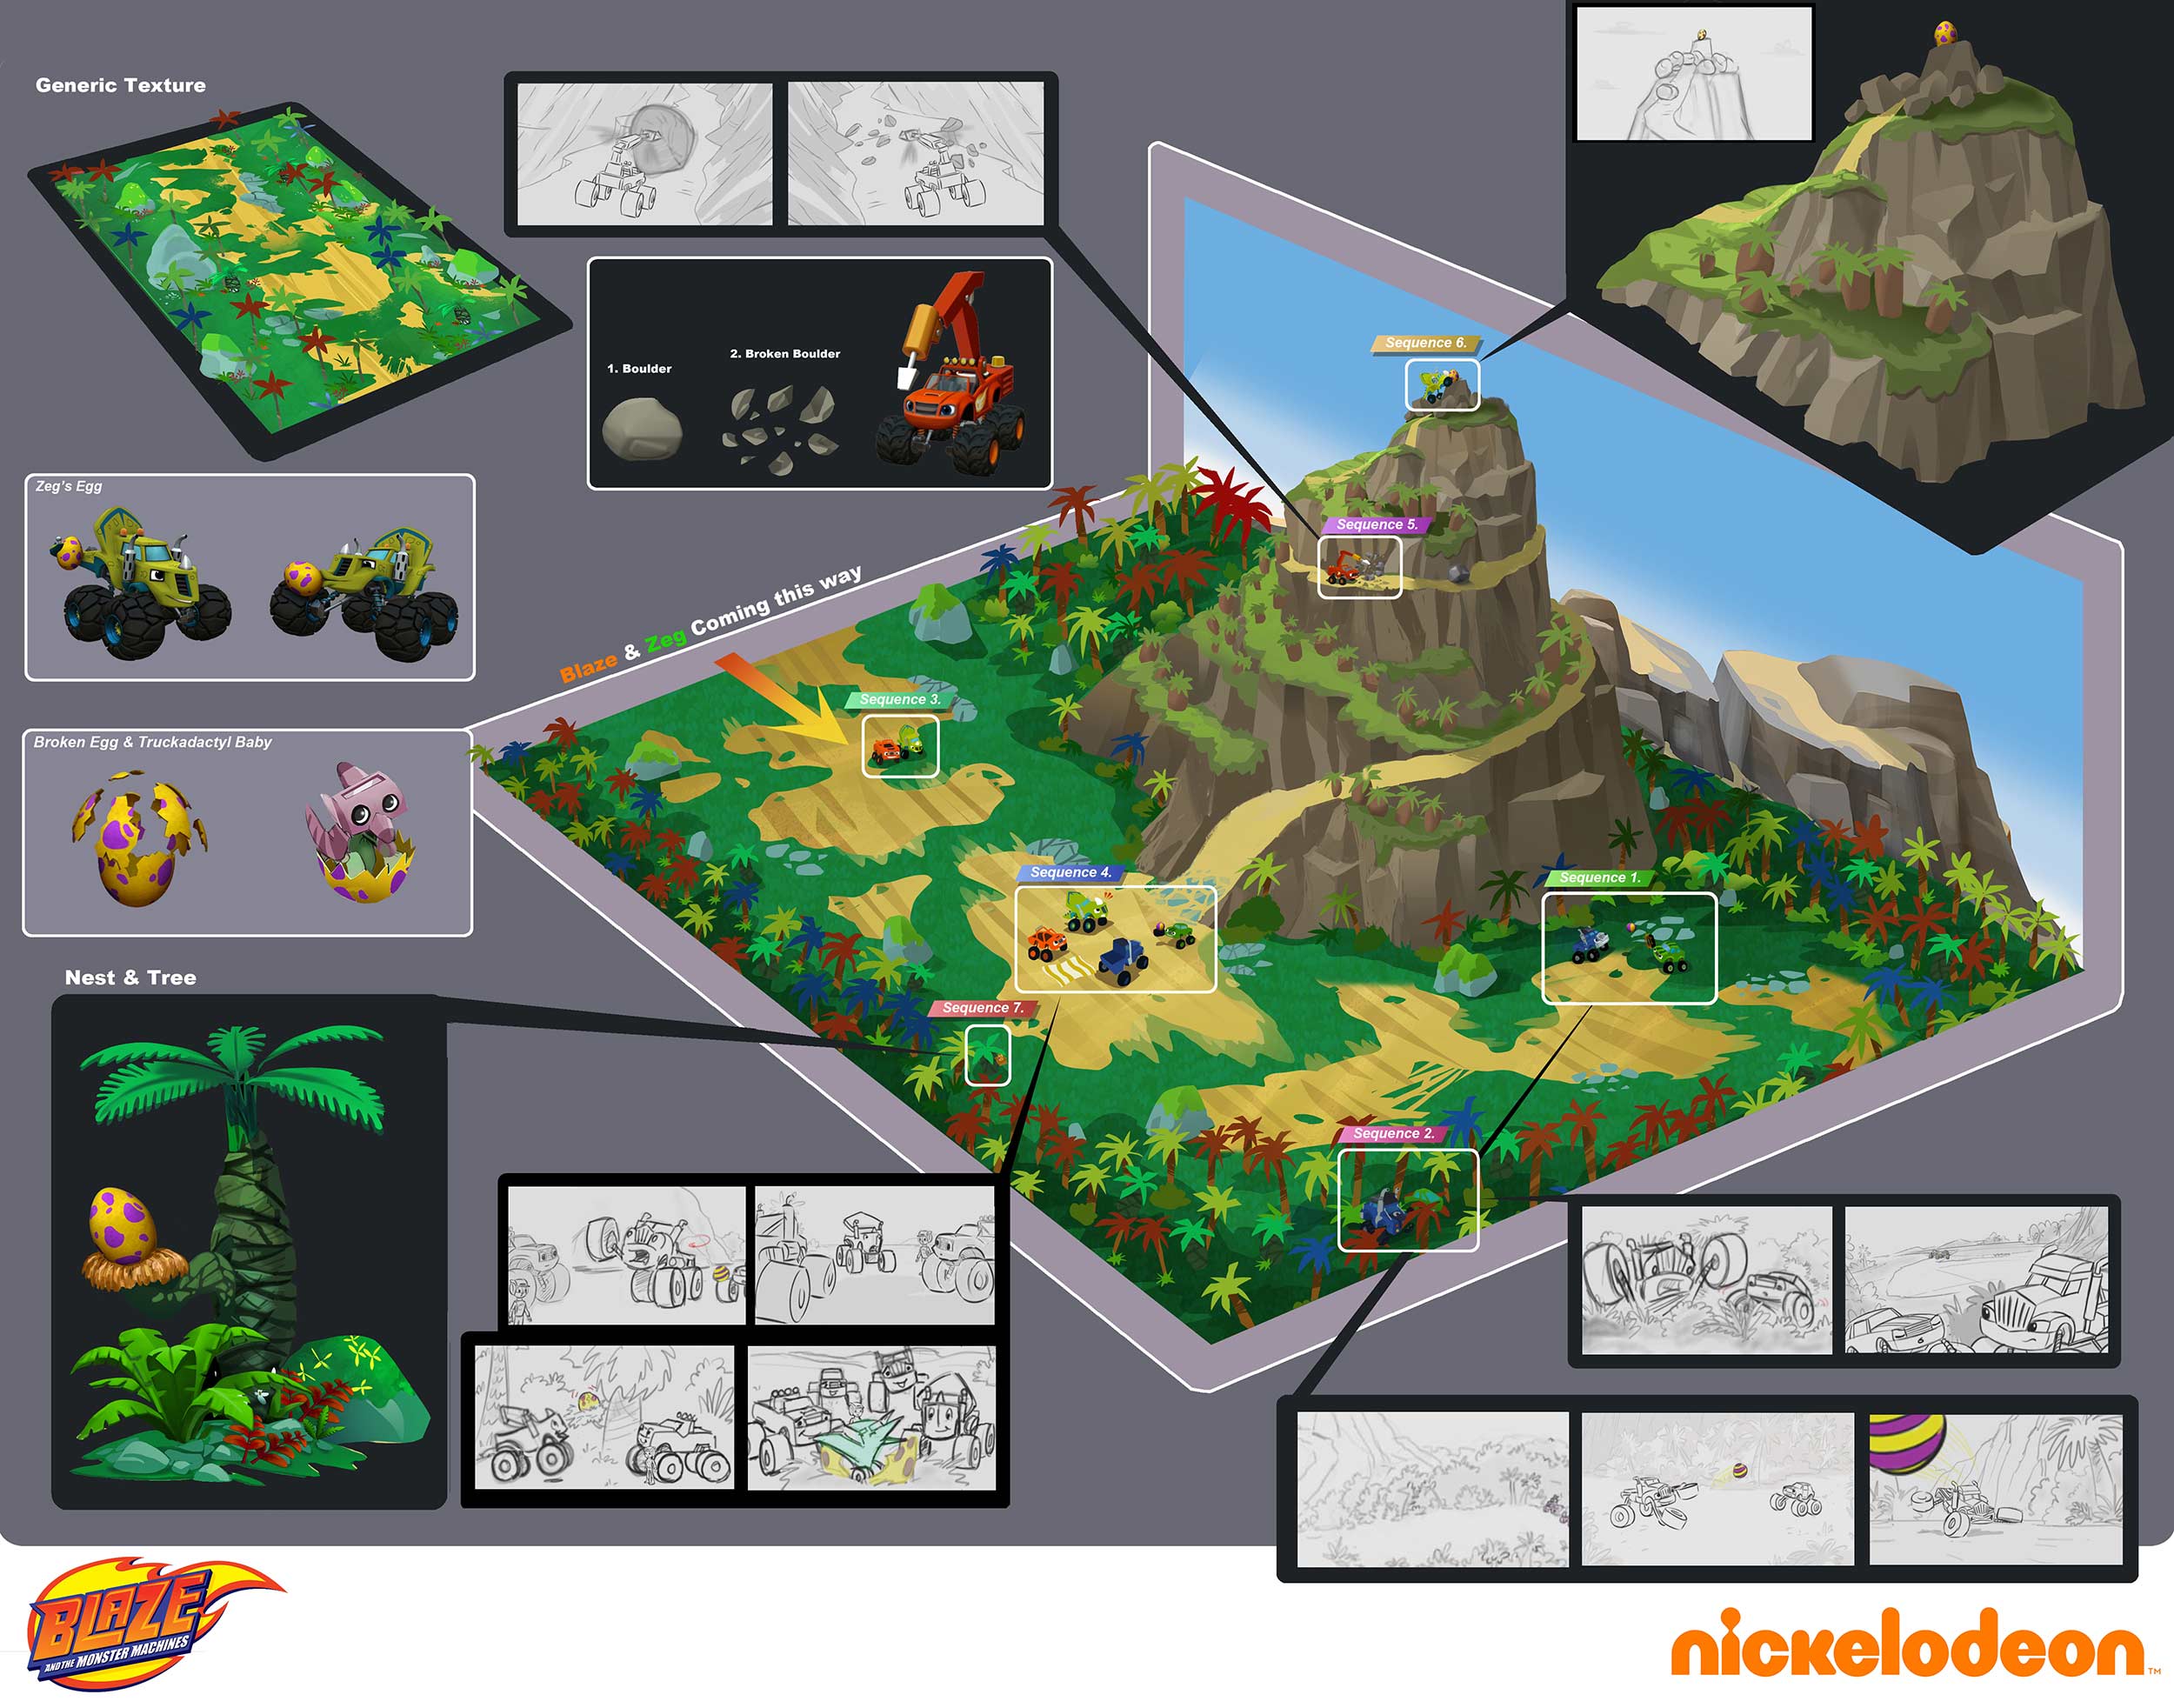 Generic Texture
1. Boulder
2. Broken Boulder
Sequence 6.
Zeg's Egg
Sequence 5.
Blaze & Zeg Coming this way
Sequence 3.
Broken Egg & Truckadactyl Baby
Sequence 4.
Sequence 1.
Nest & Tree
Sequence 7.
Sequence 2.
BLAZE
AND THE MONSTER MACHINES
nickelodeon™